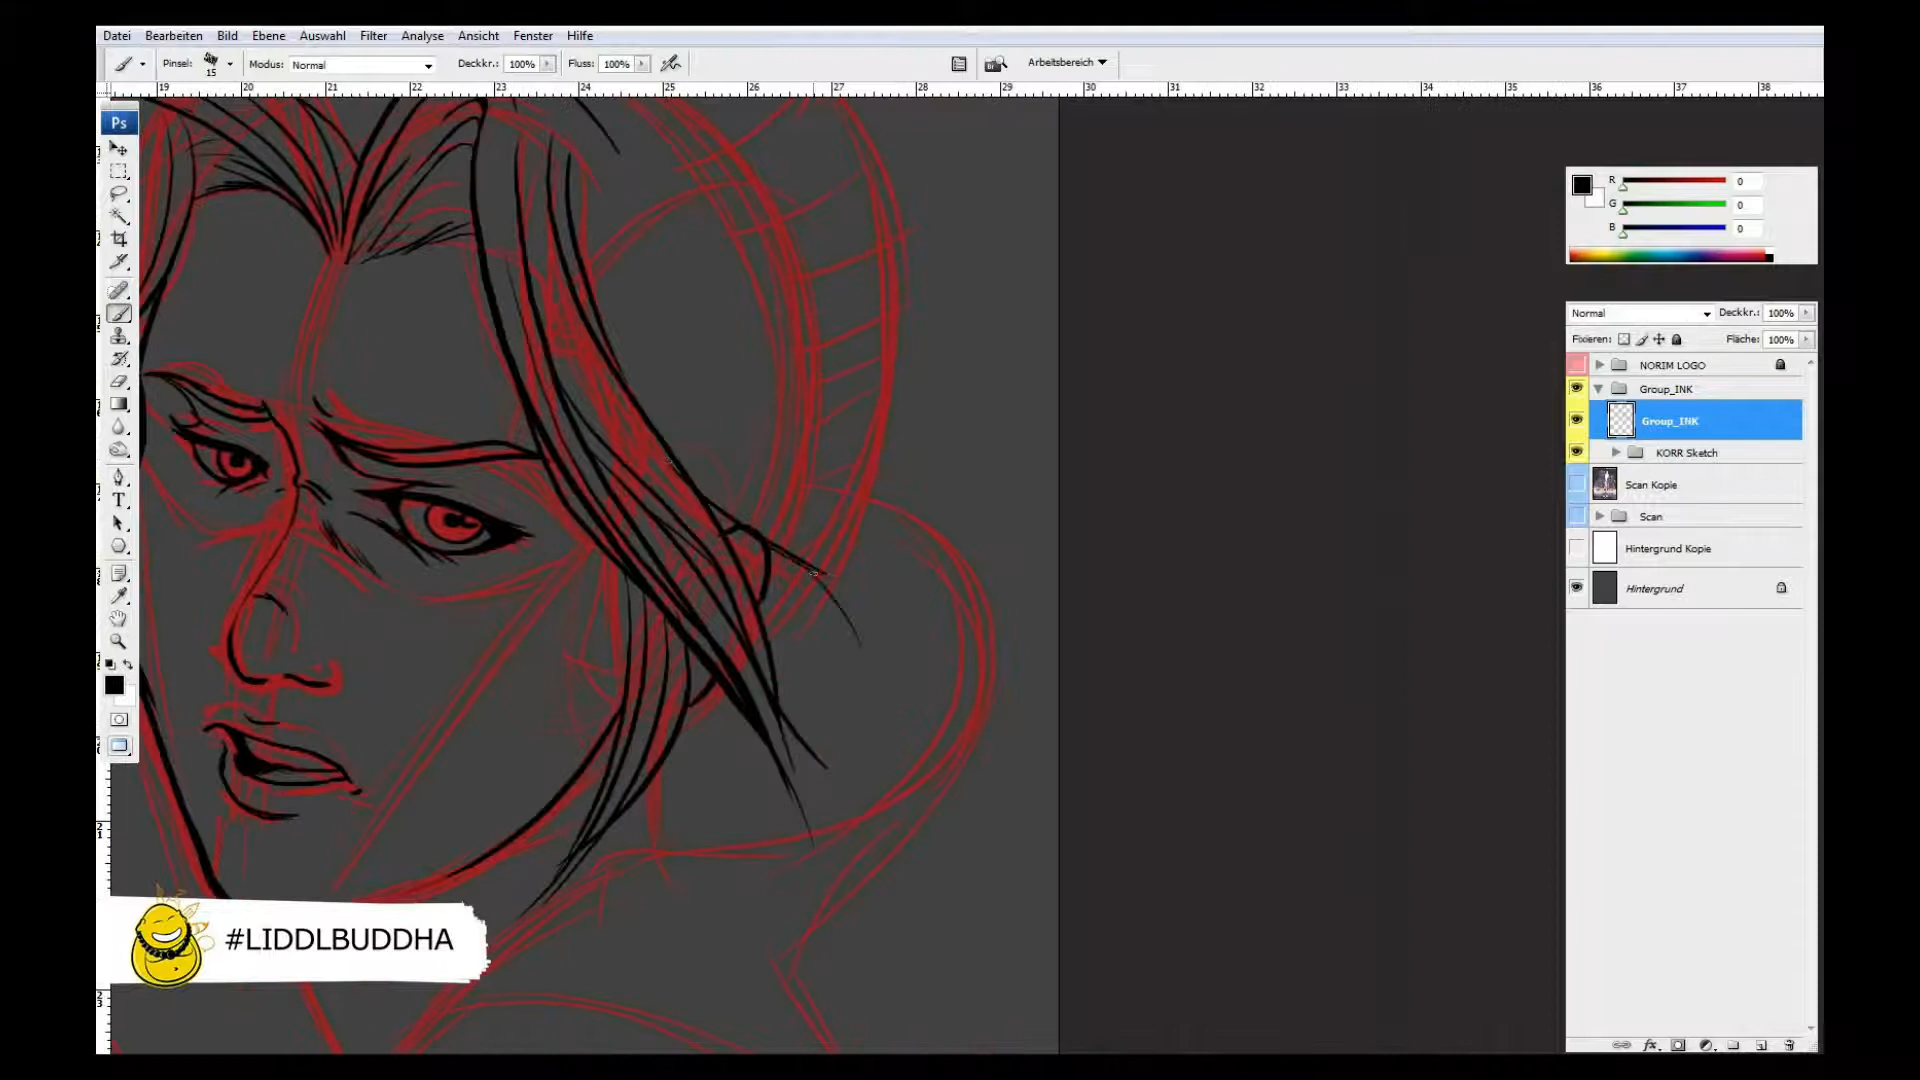 Datei Bearbeiten Bild Ebene Auswahl Filter Analyse Ansicht Fenster Hilfe
Pinsel: 15 Modus: Normal Deckkr.: 100% Fluss: 100% Arbeitsbereich
19 20 21 22 23 24 25 26 27 28 29 30 31 32 33 34 35 36 37 38
Ps
R 0
G 0
B 0
Normal Deckkr.: 100%
Fixieren: Fläche: 100%
NORIM LOGO
Group_INK
Group_INK
KORR Sketch
Scan Kopie
Scan
Hintergrund Kopie
Hintergrund
#LIDDLBUDDHA